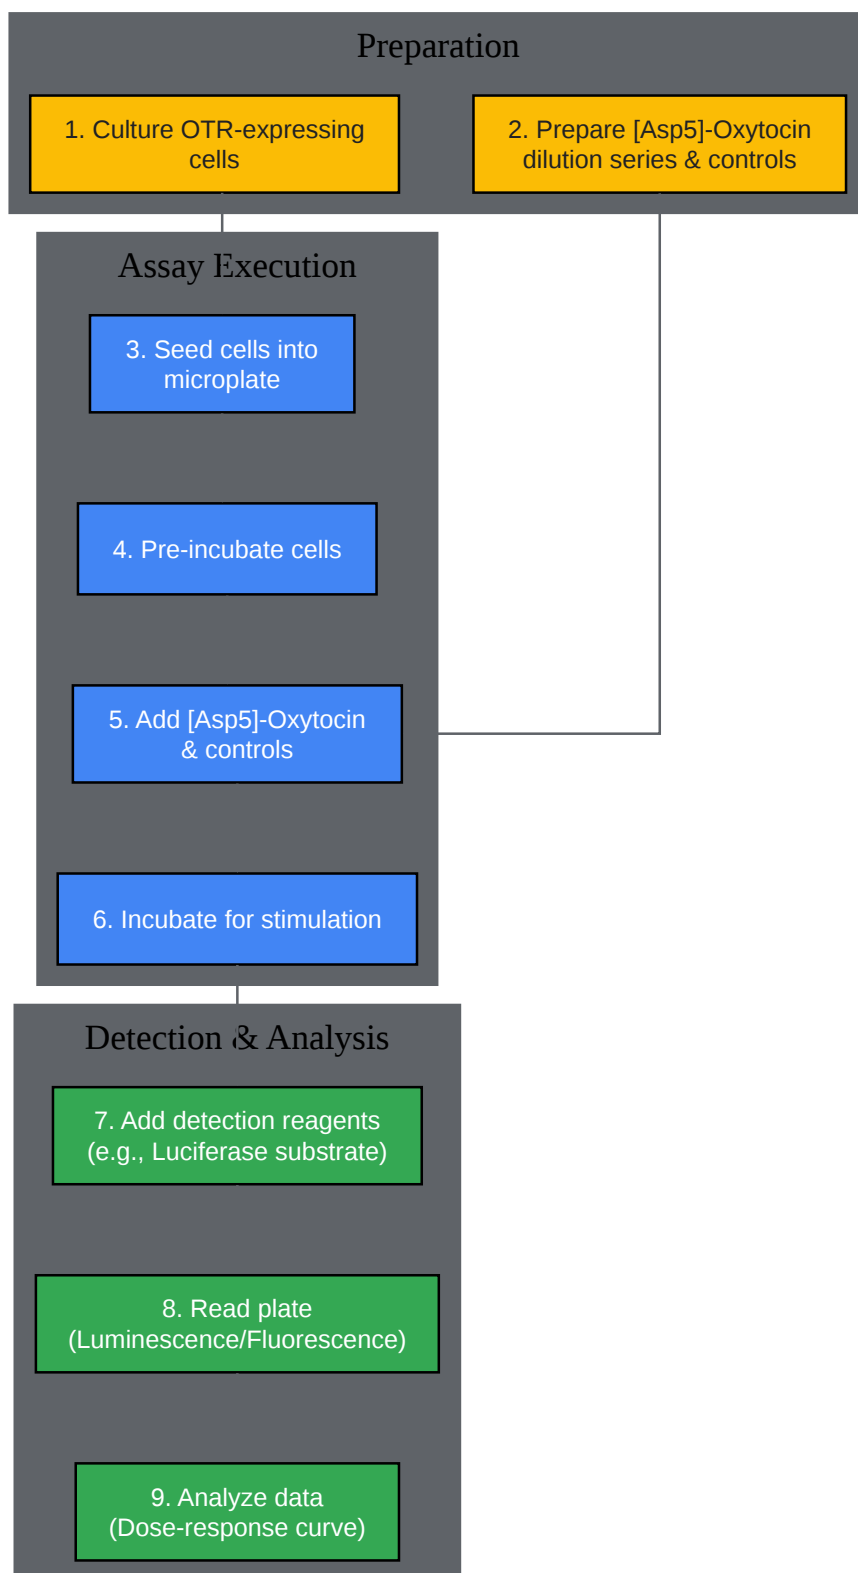 Preparation
1. Culture OTR-expressing
cells
2. Prepare [Asp5]-Oxytocin
dilution series & controls
Assay Execution
3. Seed cells into
microplate
4. Pre-incubate cells
5. Add [Asp5]-Oxytocin
& controls
6. Incubate for stimulation
Detection & Analysis
7. Add detection reagents
(e.g., Luciferase substrate)
8. Read plate
(Luminescence/Fluorescence)
9. Analyze data
(Dose-response curve)